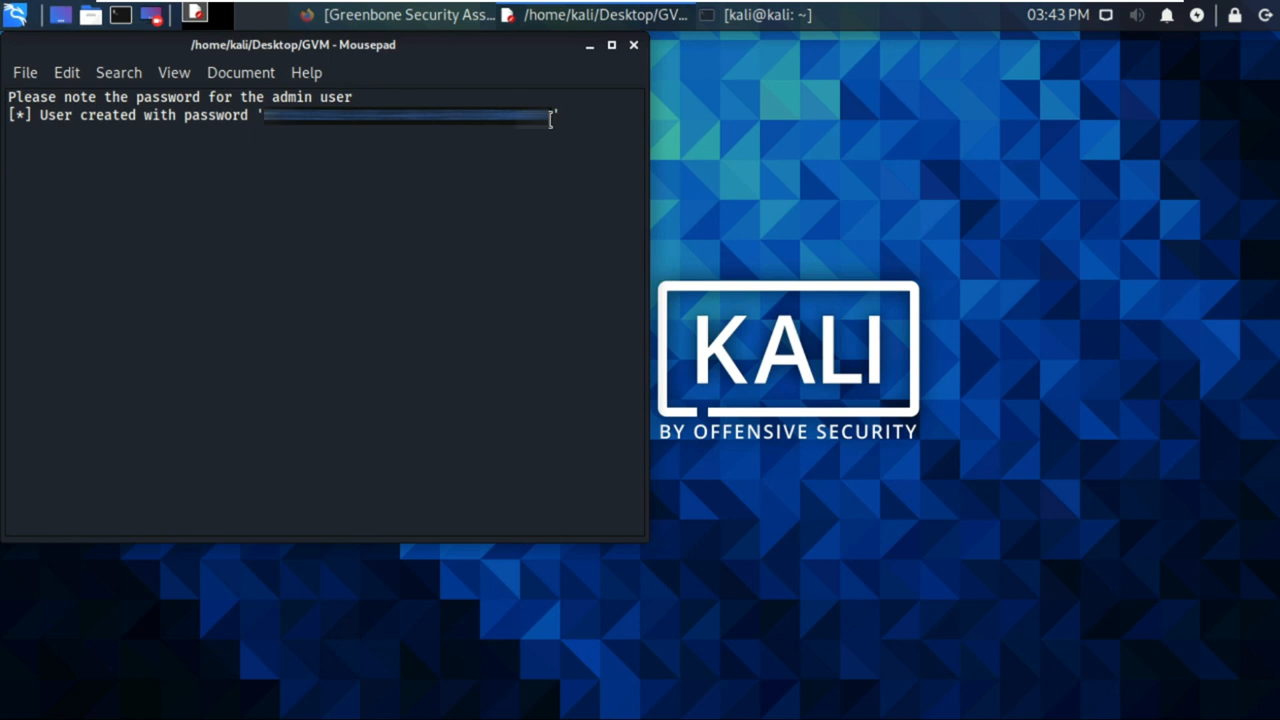 [Greenbone Security Ass...
/home/kali/Desktop/GV...
[kali@kali: ~]
03:43 PM
/home/kali/Desktop/GVM - Mousepad
File Edit Search View Document Help
Please note the password for the admin user
[*] User created with password ' '
KALI
BY OFFENSIVE SECURITY